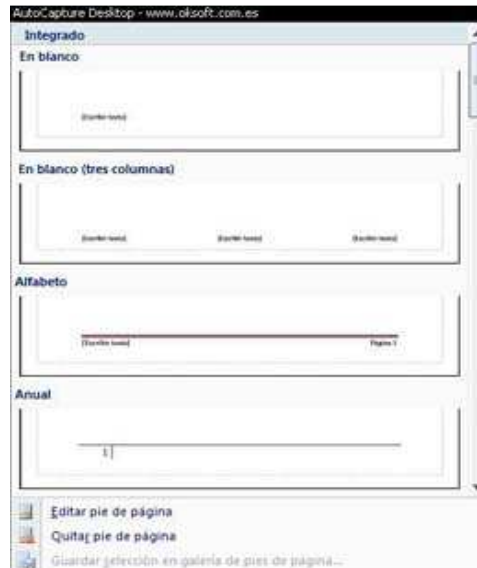 AutoCapture Desktop - www.oksoft.com.es
Integrado
En blanco
[Escribir texto]
En blanco (tres columnas)
[Escribir texto] [Escribir texto] [Escribir texto]
Alfabeto
[Escribir texto] Página 1
Anual
1
Editar pie de página
Quitar pie de página
Guardar selección en galería de pies de página...